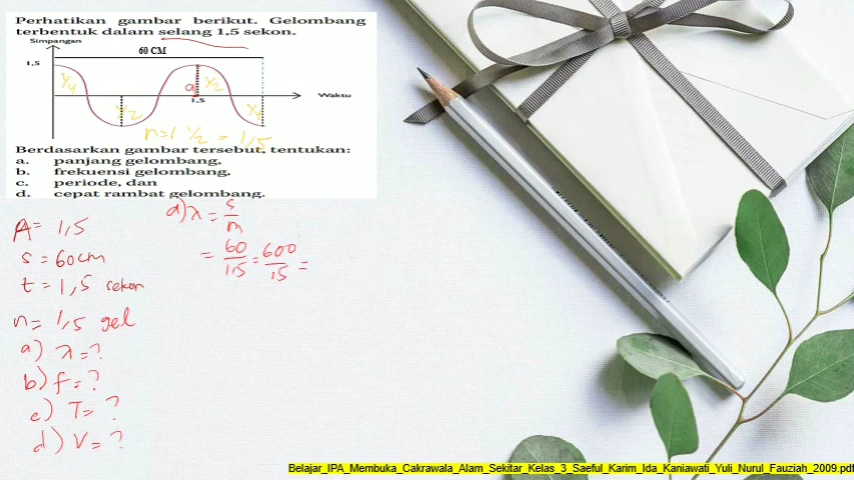 Perhatikan gambar berikut. Gelombang
terbentuk dalam selang 1.5 sekon.
Simpangan
60 CM
1,5
1/4
1/2
a
1/2
1/4
1,5
Waktu
n=1 1/2 = 1,5
Berdasarkan gambar tersebut, tentukan:
a. panjang gelombang,
b. frekuensi gelombang,
c. periode, dan
d. cepat rambat gelombang.
A= 1,5
s = 60cm
t = 1,5 sekon
n= 1,5 gel
a) λ=?
b) f= ?
c) T= ?
d) V= ?
a) λ = s/n
= 60/1,5 = 600/15 =
Belajar_IPA_Membuka_Cakrawala_Alam_Sekitar_Kelas_3_Saeful_Karim_Ida_Kaniawati_Yuli_Nurul_Fauziah_2009.pdf